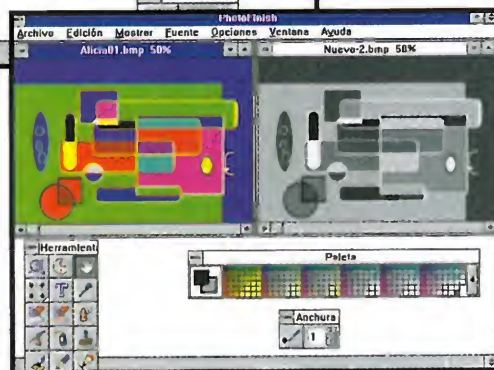 PhotoFinish
Archivo Edición Mostrar Fuente Opciones Ventana Ayuda
Alicia01.bmp 50%
Nuevo-2.bmp 50%
Herramient
Paleta
Anchura
1